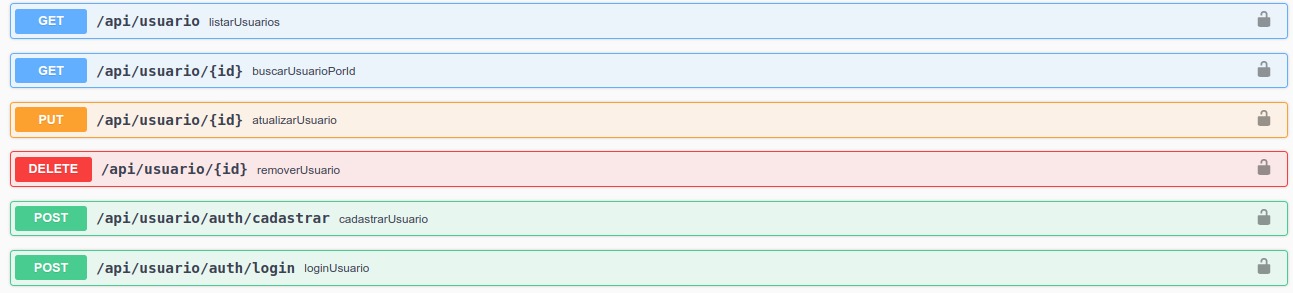 GET /api/usuario listarUsuarios
GET /api/usuario/{id} buscarUsuarioPorId
PUT /api/usuario/{id} atualizarUsuario
DELETE /api/usuario/{id} removerUsuario
POST /api/usuario/auth/cadastrar cadastrarUsuario
POST /api/usuario/auth/login loginUsuario